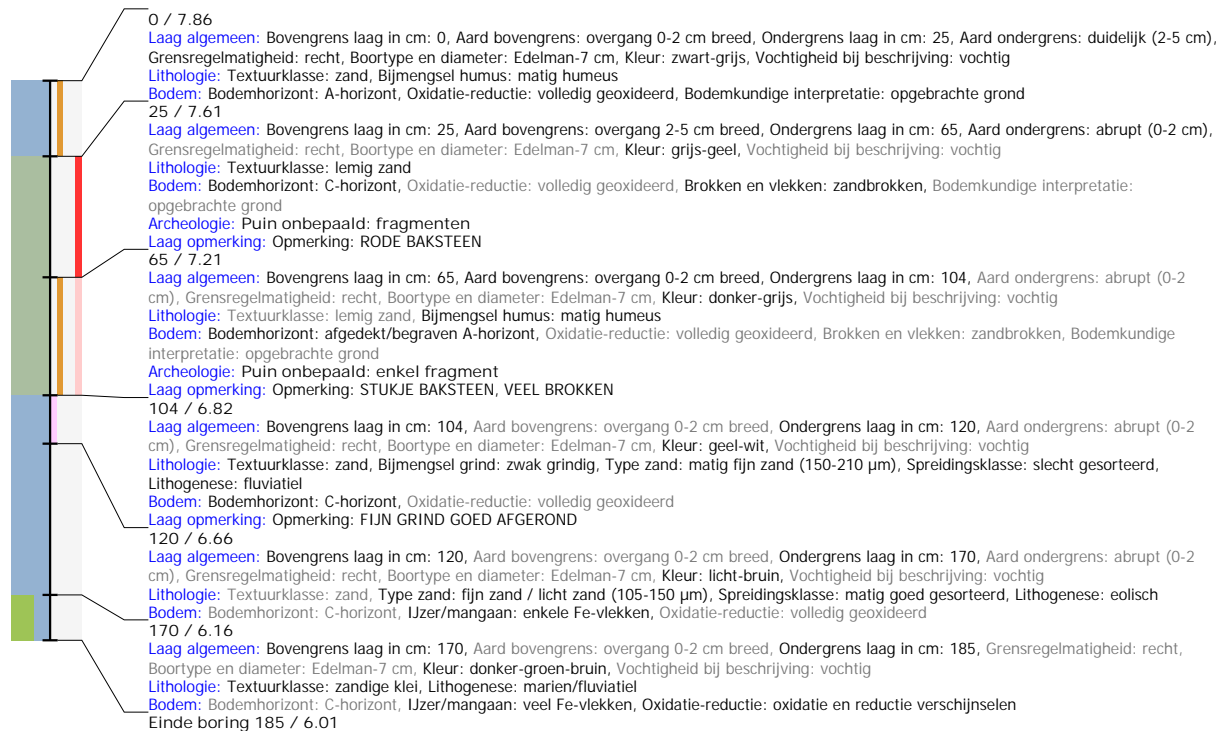 0 / 7.86
Laag algemeen: Bovengrens laag in cm: 0, Aard bovengrens: overgang 0-2 cm breed, Ondergrens laag in cm: 25, Aard ondergrens: duidelijk (2-5 cm),
Grensregelmatigheid: recht, Boortype en diameter: Edelman-7 cm, Kleur: zwart-grijs, Vochtigheid bij beschrijving: vochtig
Lithologie: Textuurklasse: zand, Bijmengsel humus: matig humeus
Bodem: Bodemhorizont: A-horizont, Oxidatie-reductie: volledig geoxideerd, Bodemkundige interpretatie: opgebrachte grond
25 / 7.61
Laag algemeen: Bovengrens laag in cm: 25, Aard bovengrens: overgang 2-5 cm breed, Ondergrens laag in cm: 65, Aard ondergrens: abrupt (0-2 cm),
Grensregelmatigheid: recht, Boortype en diameter: Edelman-7 cm, Kleur: grijs-geel, Vochtigheid bij beschrijving: vochtig
Lithologie: Textuurklasse: lemig zand
Bodem: Bodemhorizont: C-horizont, Oxidatie-reductie: volledig geoxideerd, Brokken en vlekken: zandbrokken, Bodemkundige interpretatie:
opgebrachte grond
Archeologie: Puin onbepaald: fragmenten
Laag opmerking: Opmerking: RODE BAKSTEEN
65 / 7.21
Laag algemeen: Bovengrens laag in cm: 65, Aard bovengrens: overgang 0-2 cm breed, Ondergrens laag in cm: 104, Aard ondergrens: abrupt (0-2
cm), Grensregelmatigheid: recht, Boortype en diameter: Edelman-7 cm, Kleur: donker-grijs, Vochtigheid bij beschrijving: vochtig
Lithologie: Textuurklasse: lemig zand, Bijmengsel humus: matig humeus
Bodem: Bodemhorizont: afgedekt/begraven A-horizont, Oxidatie-reductie: volledig geoxideerd, Brokken en vlekken: zandbrokken, Bodemkundige
interpretatie: opgebrachte grond
Archeologie: Puin onbepaald: enkel fragment
Laag opmerking: Opmerking: STUKJE BAKSTEEN, VEEL BROKKEN
104 / 6.82
Laag algemeen: Bovengrens laag in cm: 104, Aard bovengrens: overgang 0-2 cm breed, Ondergrens laag in cm: 120, Aard ondergrens: abrupt (0-2
cm), Grensregelmatigheid: recht, Boortype en diameter: Edelman-7 cm, Kleur: geel-wit, Vochtigheid bij beschrijving: vochtig
Lithologie: Textuurklasse: zand, Bijmengsel grind: zwak grindig, Type zand: matig fijn zand (150-210 µm), Spreidingsklasse: slecht gesorteerd,
Lithogenese: fluviatiel
Bodem: Bodemhorizont: C-horizont, Oxidatie-reductie: volledig geoxideerd
Laag opmerking: Opmerking: FIJN GRIND GOED AFGEROND
120 / 6.66
Laag algemeen: Bovengrens laag in cm: 120, Aard bovengrens: overgang 0-2 cm breed, Ondergrens laag in cm: 170, Aard ondergrens: abrupt (0-2
cm), Grensregelmatigheid: recht, Boortype en diameter: Edelman-7 cm, Kleur: licht-bruin, Vochtigheid bij beschrijving: vochtig
Lithologie: Textuurklasse: zand, Type zand: fijn zand / licht zand (105-150 µm), Spreidingsklasse: matig goed gesorteerd, Lithogenese: eolisch
Bodem: Bodemhorizont: C-horizont, IJzer/mangaan: enkele Fe-vlekken, Oxidatie-reductie: volledig geoxideerd
170 / 6.16
Laag algemeen: Bovengrens laag in cm: 170, Aard bovengrens: overgang 0-2 cm breed, Ondergrens laag in cm: 185, Grensregelmatigheid: recht,
Boortype en diameter: Edelman-7 cm, Kleur: donker-groen-bruin, Vochtigheid bij beschrijving: vochtig
Lithologie: Textuurklasse: zandige klei, Lithogenese: marien/fluviatiel
Bodem: Bodemhorizont: C-horizont, IJzer/mangaan: veel Fe-vlekken, Oxidatie-reductie: oxidatie en reductie verschijnselen
Einde boring 185 / 6.01